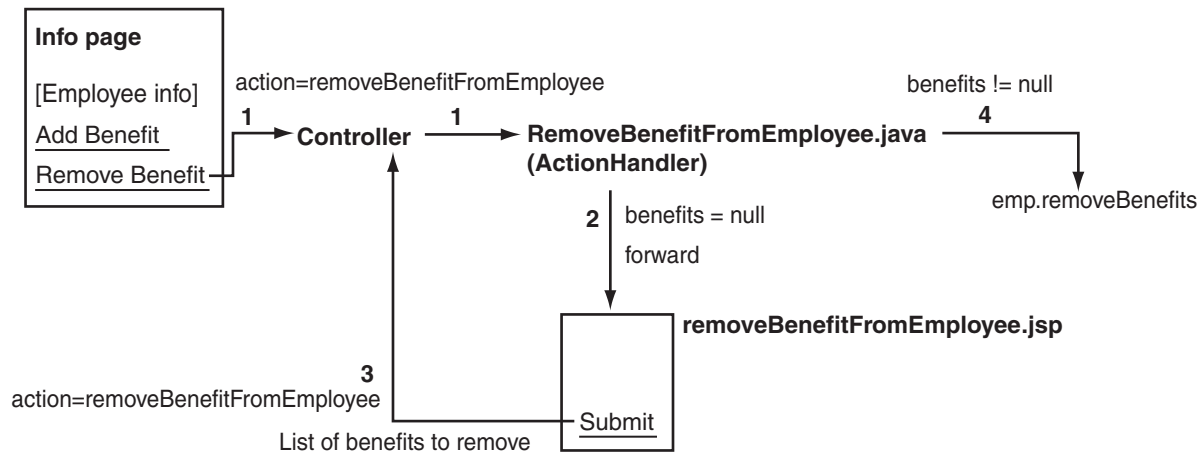 Info page
[Employee info]
Add Benefit
Remove Benefit
1
action=removeBenefitFromEmployee
Controller
1
RemoveBenefitFromEmployee.java
(ActionHandler)
benefits != null
4
emp.removeBenefits
2
benefits = null
forward
removeBenefitFromEmployee.jsp
Submit
3
action=removeBenefitFromEmployee
List of benefits to remove